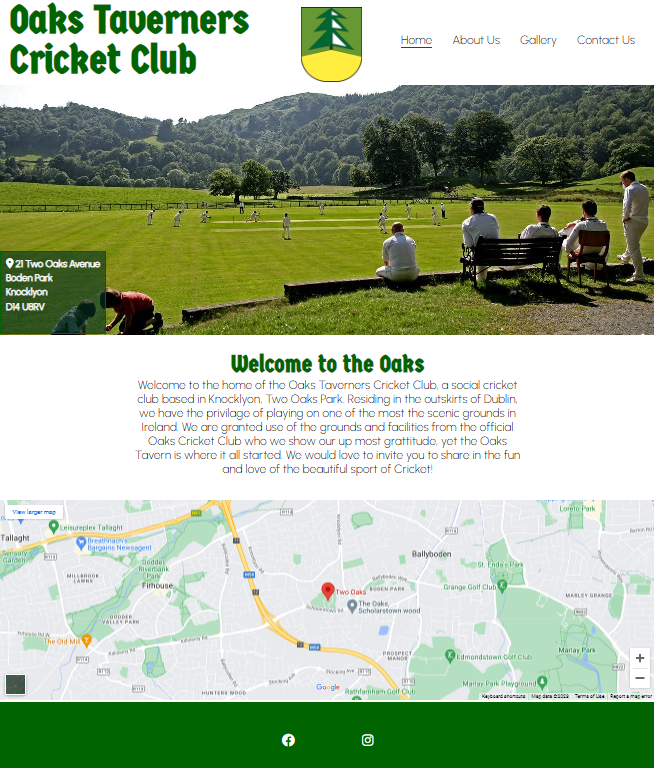 Oaks Taverners
Cricket Club
Home About Us Gallery Contact Us
21 Two Oaks Avenue
Boden Park
Knocklyon
D14 U8RV
Welcome to the Oaks
Welcome to the home of the Oaks Taverners Cricket Club, a social cricket
club based in Knocklyon, Two Oaks Park. Residing in the outskirts of Dublin,
we have the privilage of playing on one of the most the scenic grounds in
Ireland. We are granted use of the grounds and facilities from the official
Oaks Cricket Club who we show our up most grattitude, yet the Oaks
Tavern is where it all started. We would love to invite you to share in the fun
and love of the beautiful sport of Cricket!
View larger map
Loreto Park
Leisureplex Tallaght
Tallaght
Breathnach's
Bargains Newsagent
Sensory
Garden
Ballyboden
Dodder
Riverbank
Park
St. Enda's Park
MILLBROOK
LAWNS
Firhouse
Grange Golf Club
BODEN PARK
Two Oaks
MARLEY GRANGE
The Oaks,
Scholarstown wood
DODDER
VALLEY PARK
The Old Mill
Marlay Park
PROSPECT
MANOR
Edmondstown Golf Club
Stocking Ave
Marlay Park Playground
HUNTERS WOOD
Google
Rathfarnham Golf Club
Keyboard shortcuts Map data ©2023 Terms of Use Report a map error